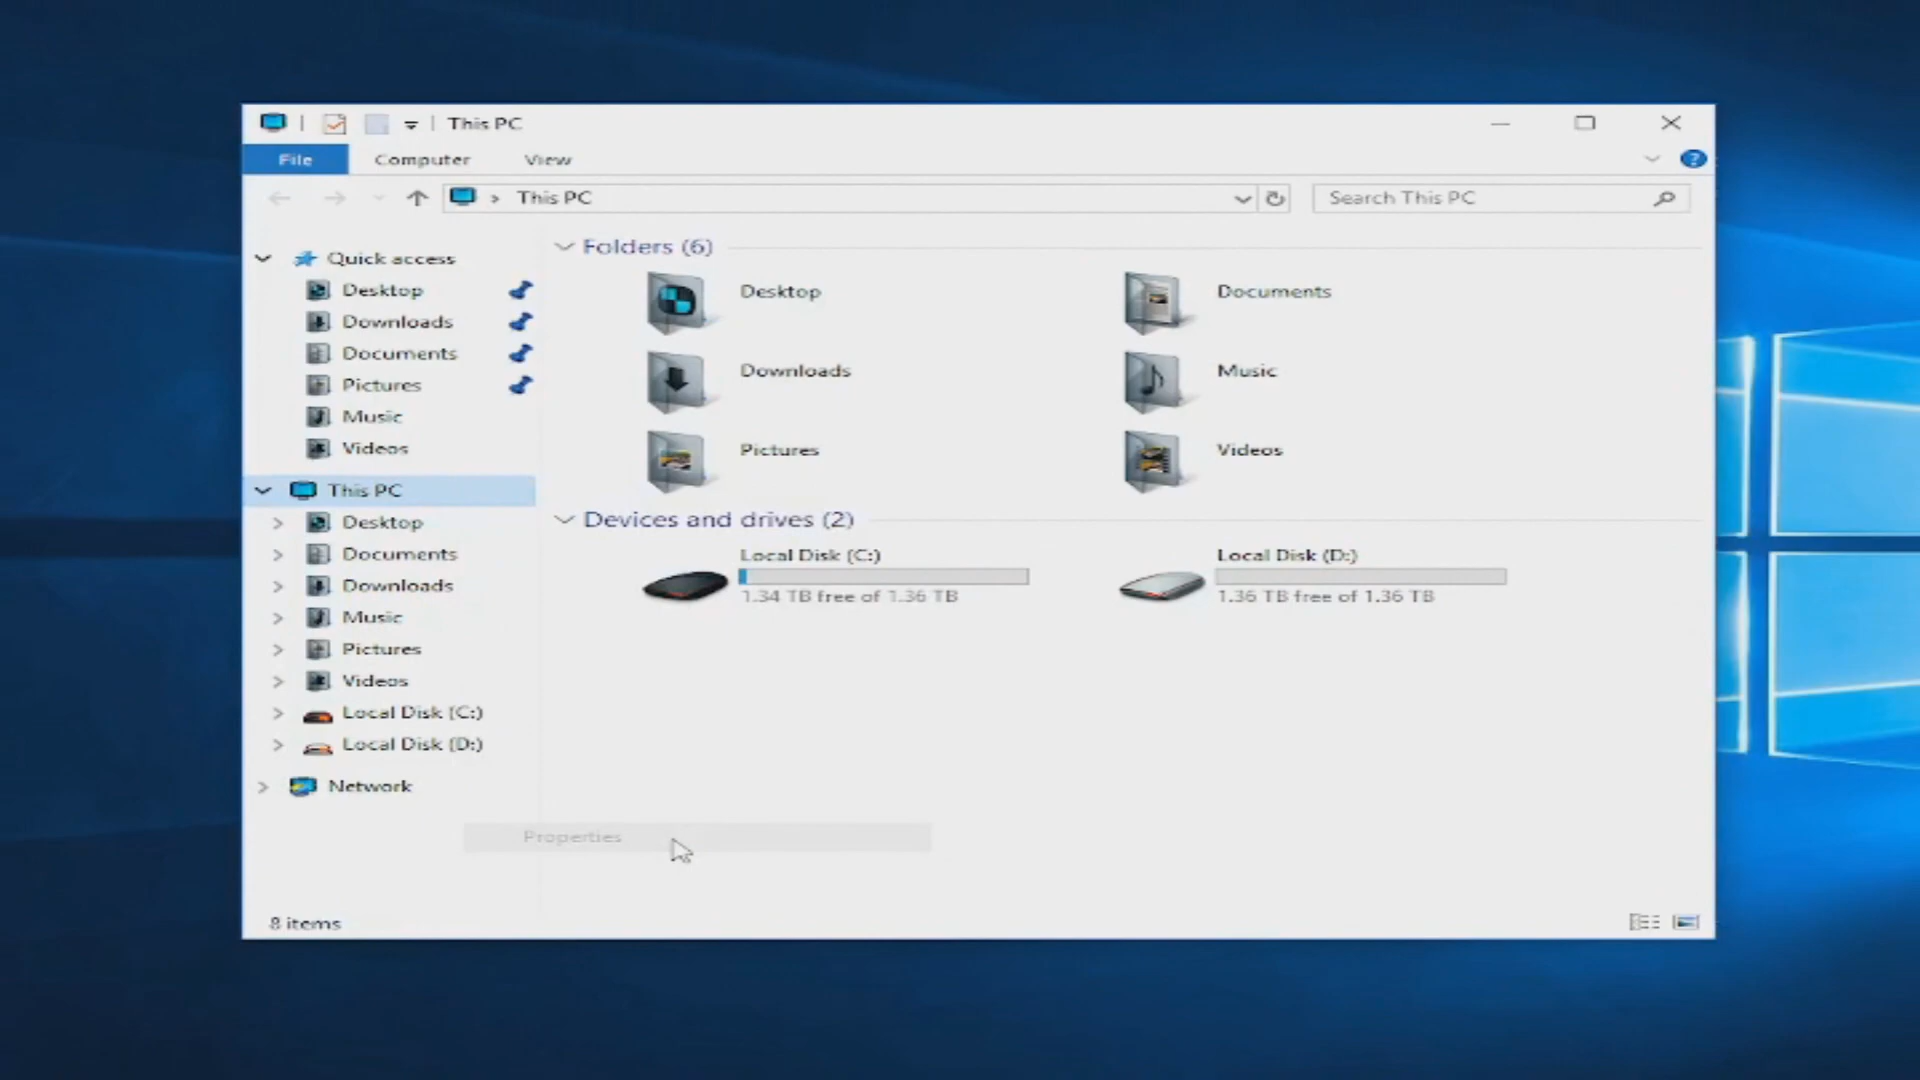 This PC
File Computer View
This PC
Search This PC
Quick access
Desktop
Downloads
Documents
Pictures
Music
Videos
This PC
Desktop
Documents
Downloads
Music
Pictures
Videos
Local Disk (C:)
Local Disk (D:)
Network
Folders (6)
Desktop
Documents
Downloads
Music
Pictures
Videos
Devices and drives (2)
Local Disk (C:)
1.34 TB free of 1.36 TB
Local Disk (D:)
1.36 TB free of 1.36 TB
Properties
8 items